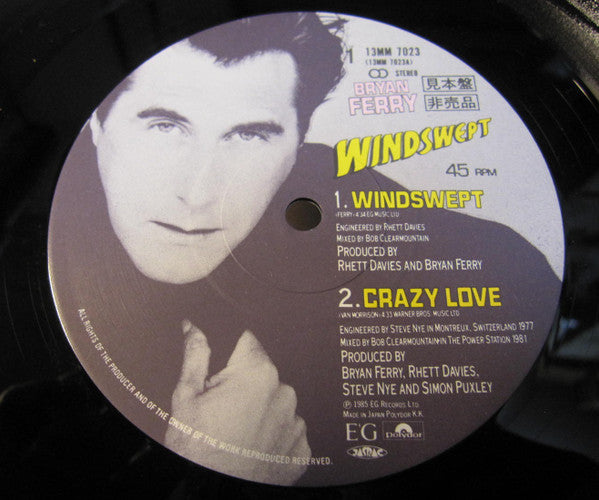 1
13MM 7023
(13MM 7023A)
STEREO
BRYAN
FERRY
見本盤
非売品
WINDSWEPT
45 RPM
1. WINDSWEPT
(FERRY) 4:34 EG MUSIC LTD
ENGINEERED BY RHETT DAVIES
MIXED BY BOB CLEARMOUNTAIN
PRODUCED BY
RHETT DAVIES AND BRYAN FERRY
2. CRAZY LOVE
(VAN MORRISON) 4:33 WARNER BROS. MUSIC LTD
ENGINEERED BY STEVE NYE IN MONTREUX, SWITZERLAND 1977
MIXED BY BOB CLEARMOUNTAIN IN THE POWER STATION 1981
PRODUCED BY
BRYAN FERRY, RHETT DAVIES,
STEVE NYE AND SIMON PUXLEY
Ⓟ 1985 EG RECORDS LTD.
MADE IN JAPAN POLYDOR K.K.
E'G
polydor
JASRAC
ALL RIGHTS OF THE PRODUCER AND OF THE OWNER OF THE WORK REPRODUCED RESERVED.